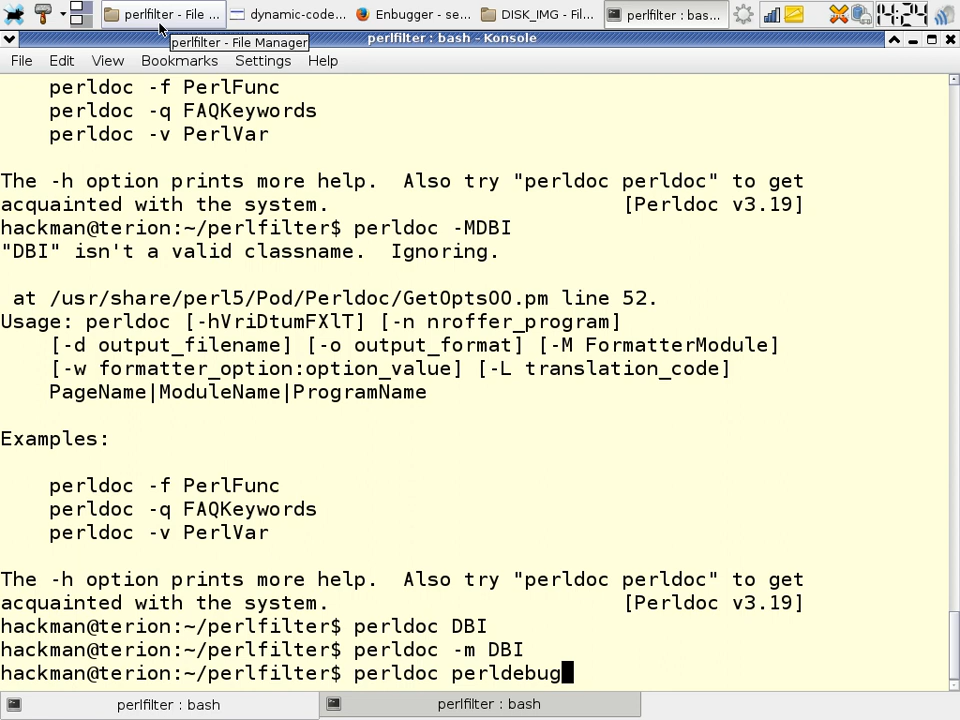 perlfilter - File ...
dynamic-code...
Enbugger - se...
DISK_IMG - Fil...
perlfilter : bas...
14:24
perlfilter - File Manager
perlfilter : bash - Konsole
File Edit View Bookmarks Settings Help
perldoc -f PerlFunc
perldoc -q FAQKeywords
perldoc -v PerlVar
The -h option prints more help.  Also try "perldoc perldoc" to get
acquainted with the system.                        [Perldoc v3.19]
hackman@terion:~/perlfilter$ perldoc -MDBI
"DBI" isn't a valid classname.  Ignoring.
at /usr/share/perl5/Pod/Perldoc/GetOptsOO.pm line 52.
Usage: perldoc [-hVriDtumFXlT] [-n nroffer_program]
[-d output_filename] [-o output_format] [-M FormatterModule]
[-w formatter_option:option_value] [-L translation_code]
PageName|ModuleName|ProgramName
Examples:
perldoc -f PerlFunc
perldoc -q FAQKeywords
perldoc -v PerlVar
The -h option prints more help.  Also try "perldoc perldoc" to get
acquainted with the system.                        [Perldoc v3.19]
hackman@terion:~/perlfilter$ perldoc DBI
hackman@terion:~/perlfilter$ perldoc -m DBI
hackman@terion:~/perlfilter$ perldoc perldebug
perlfilter : bash
perlfilter : bash